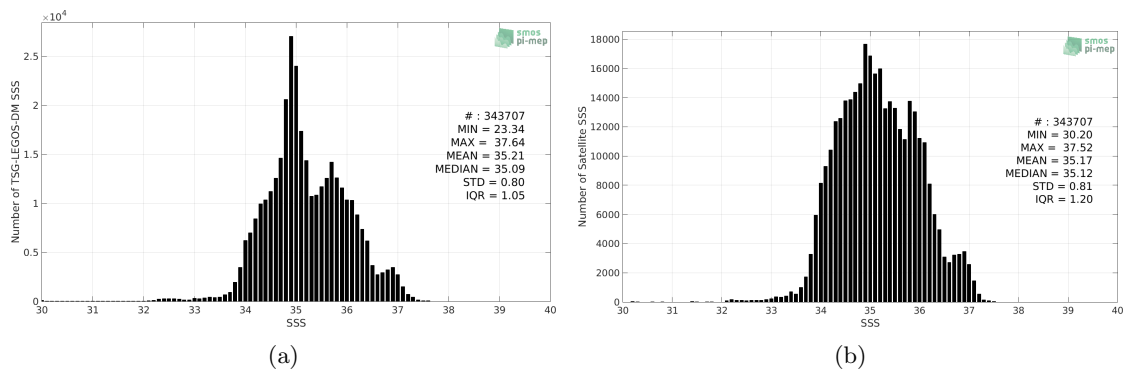 ×10⁴
smos
pi-mep
Number of TSG-LEGOS-DM SSS
2.5
2
1.5
1
0.5
0
# : 343707
MIN = 23.34
MAX = 37.64
MEAN = 35.21
MEDIAN = 35.09
STD = 0.80
IQR = 1.05
30 31 32 33 34 35 36 37 38 39 40
SSS
(a)
smos
pi-mep
Number of Satellite SSS
18000
16000
14000
12000
10000
8000
6000
4000
2000
0
# : 343707
MIN = 30.20
MAX = 37.52
MEAN = 35.17
MEDIAN = 35.12
STD = 0.81
IQR = 1.20
30 31 32 33 34 35 36 37 38 39 40
SSS
(b)